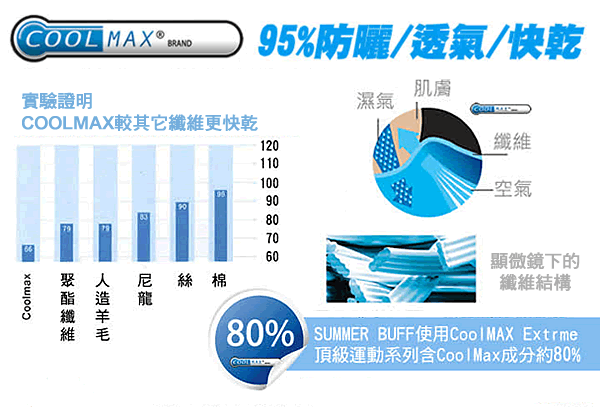 COOLMAX® BRAND
95%防曬/透氣/快乾
實驗證明
COOLMAX較其它纖維更快乾
120
110
100
90
80
70
60
66
79
79
83
90
Coolmax
聚酯纖維
人造羊毛
尼龍
絲
棉
肌膚
濕氣
COOLMAX
纖維
空氣
顯微鏡下的
纖維結構
80%
COOLMAX
SUMMER BUFF使用CoolMAX Extrme
頂級運動系列含CoolMax成分約80%